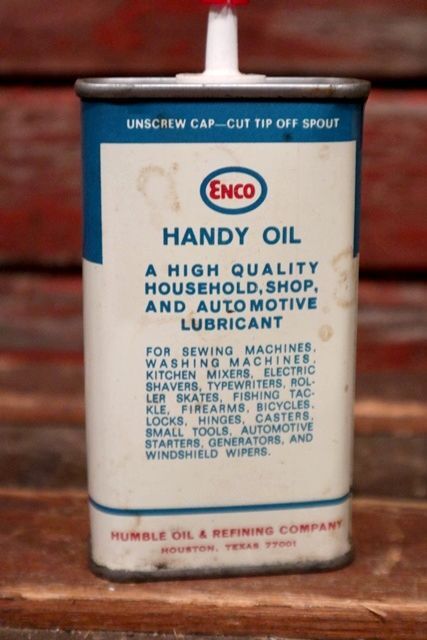 UNSCREW CAP—CUT TIP OFF SPOUT
ENCO
HANDY OIL
A HIGH QUALITY
HOUSEHOLD, SHOP,
AND AUTOMOTIVE
LUBRICANT
FOR SEWING MACHINES,
WASHING MACHINES,
KITCHEN MIXERS, ELECTRIC
SHAVERS, TYPEWRITERS, ROL-
LER SKATES, FISHING TAC-
KLE, FIREARMS, BICYCLES,
LOCKS, HINGES, CASTERS,
SMALL TOOLS, AUTOMOTIVE
STARTERS, GENERATORS, AND
WINDSHIELD WIPERS.
HUMBLE OIL & REFINING COMPANY
HOUSTON, TEXAS 77001